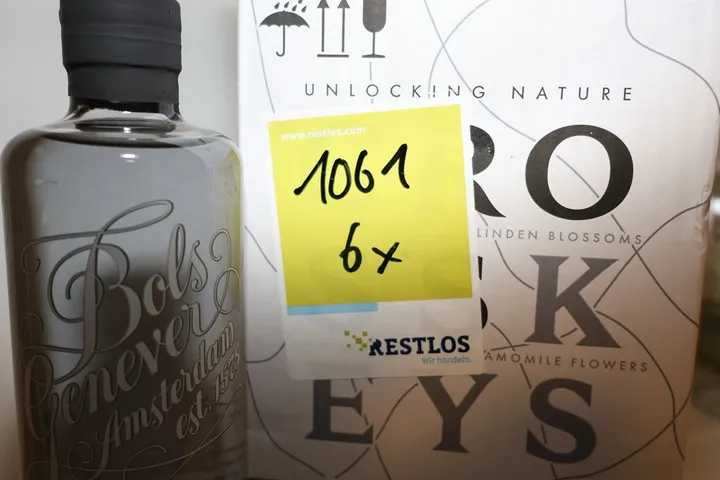 UNLOCKING NATURE
www.restlos.com
1061
6x
RO
LINDEN BLOSSOMS
K
AMOMILE FLOWERS
EYS
RESTLOS
Wir handeln.
Bols
Genever
Amsterdam
est. 1575